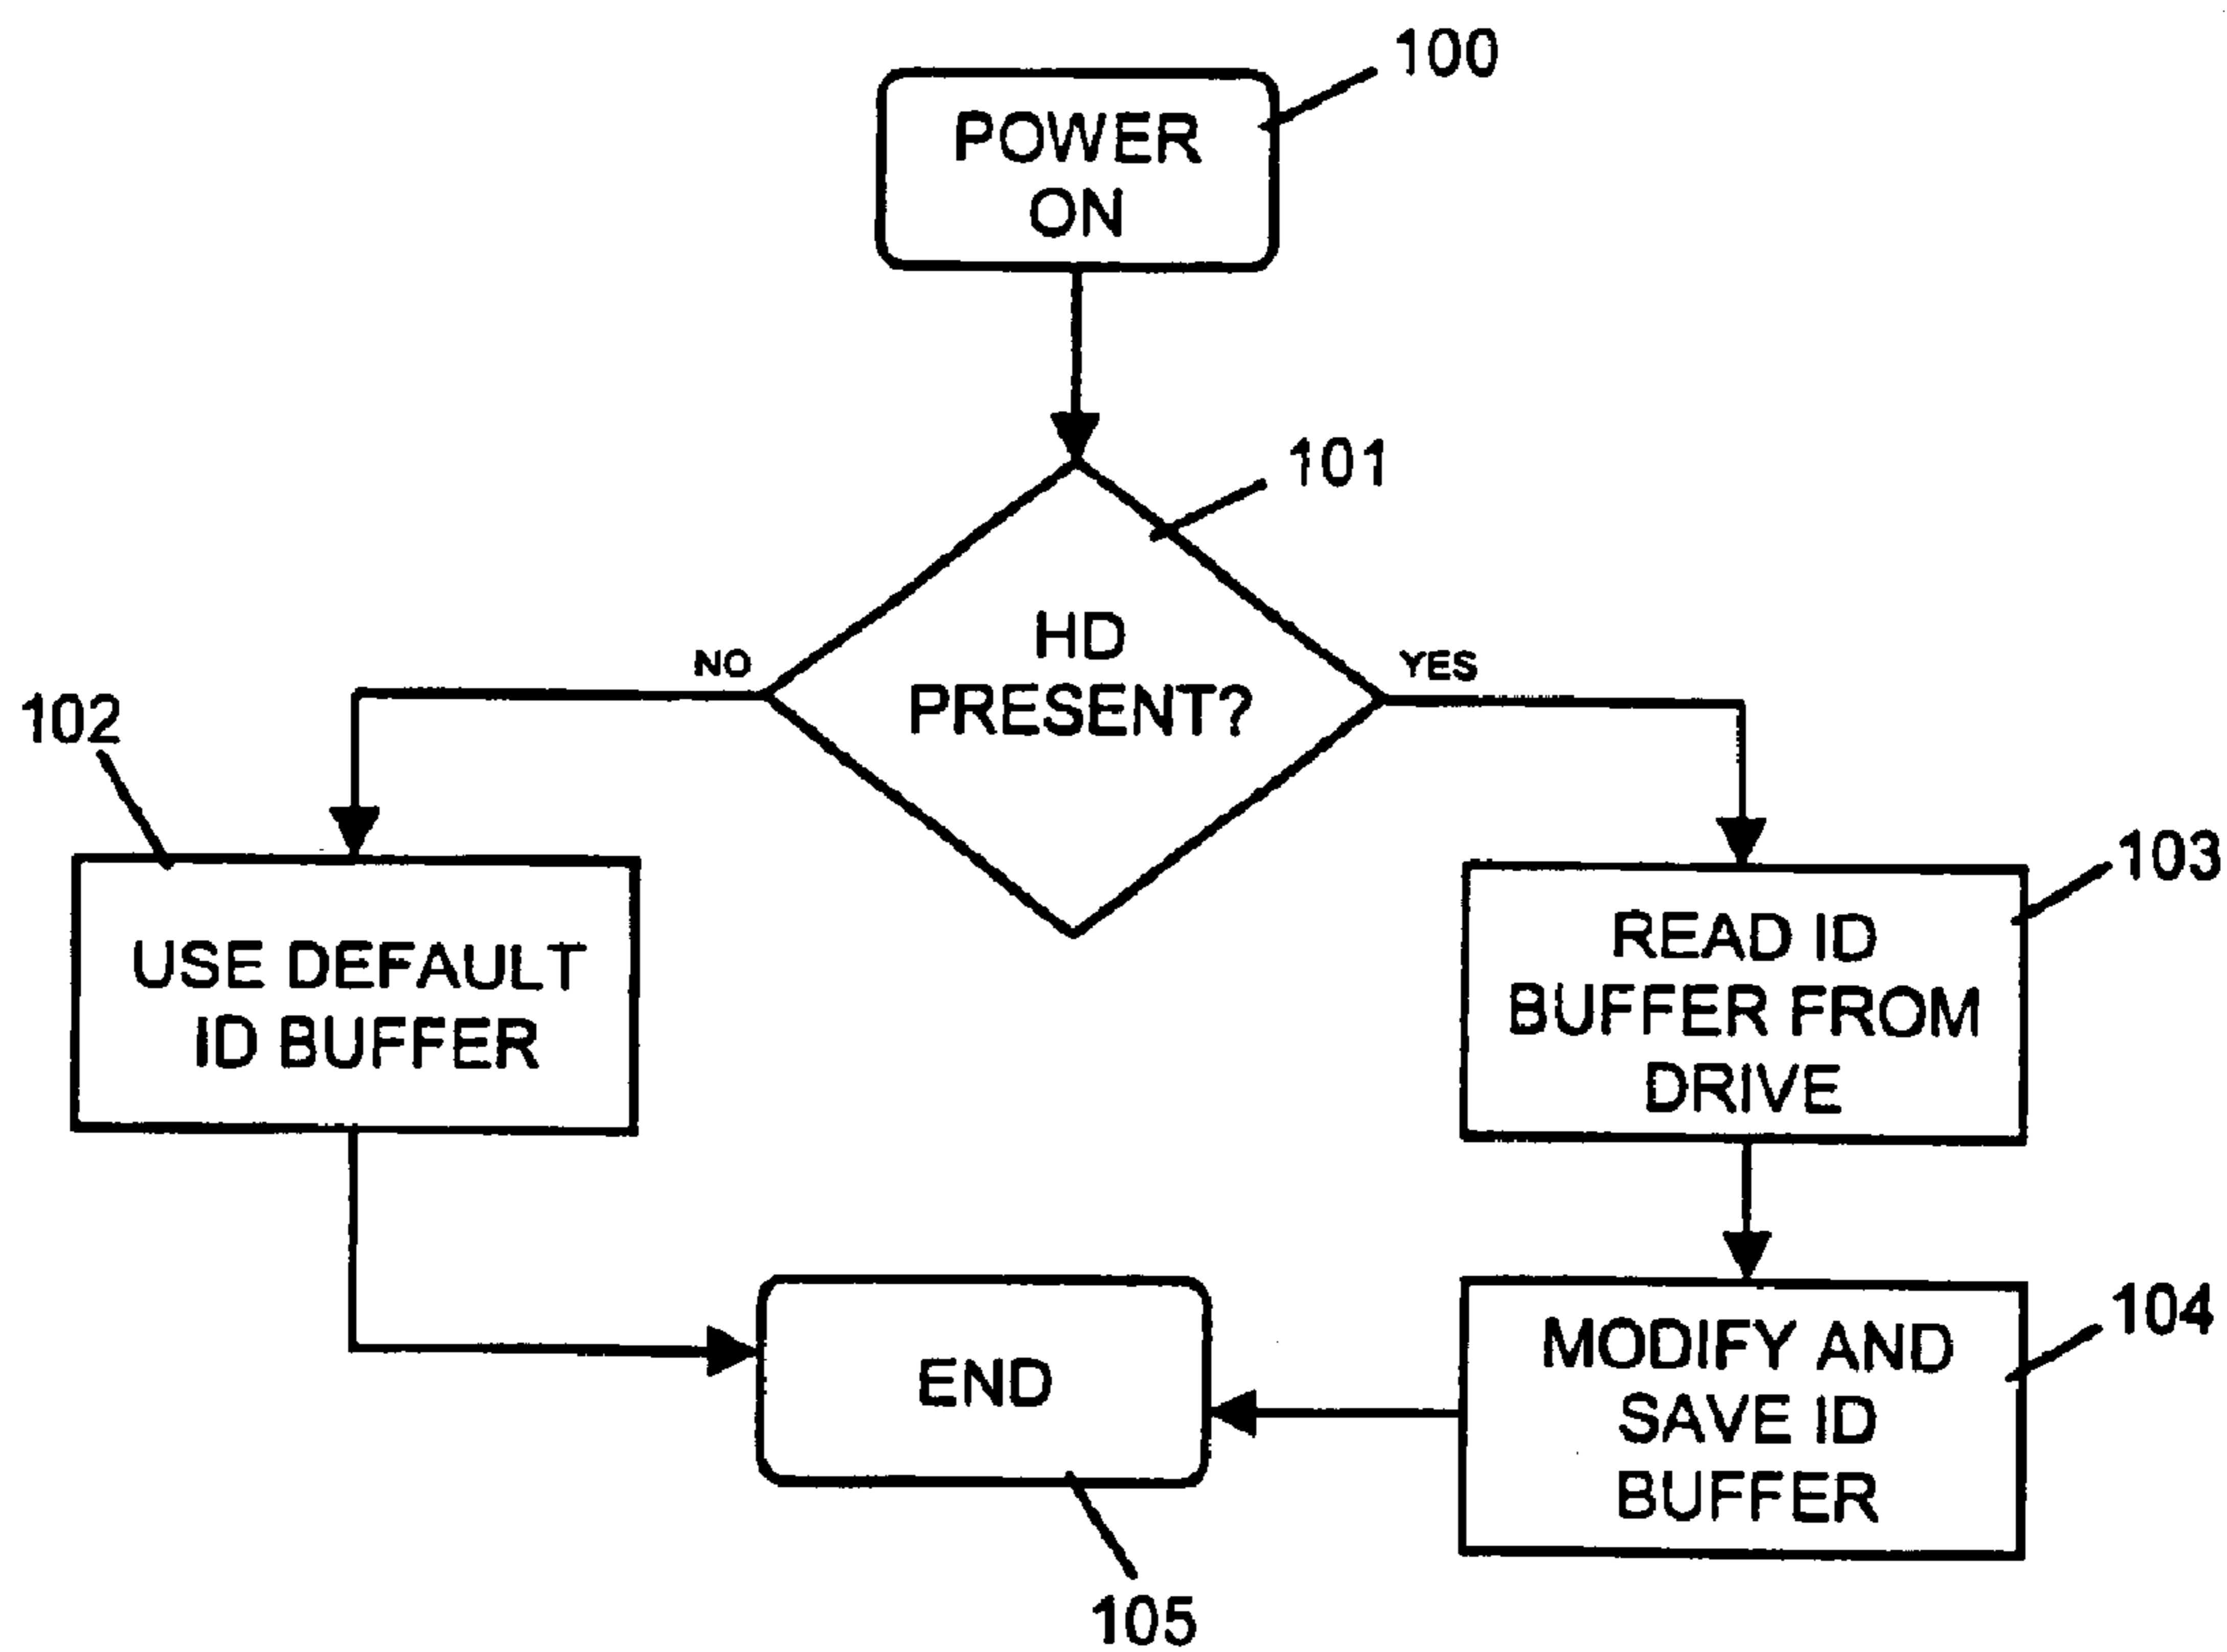 100
POWER
ON
101
HD
PRESENT?
NO
YES
102
USE DEFAULT
ID BUFFER
103
READ ID
BUFFER FROM
DRIVE
104
MODIFY AND
SAVE ID
BUFFER
END
105